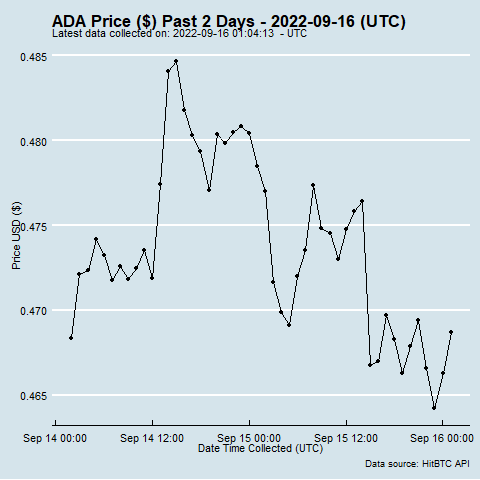 ADA Price ($) Past 2 Days - 2022-09-16 (UTC)
Latest data collected on: 2022-09-16 01:04:13  - UTC
0.485
0.480
0.475
0.470
0.465
Price USD ($)
Sep 14 00:00 Sep 14 12:00 Sep 15 00:00 Sep 15 12:00 Sep 16 00:00
Date Time Collected (UTC)
Data source: HitBTC API